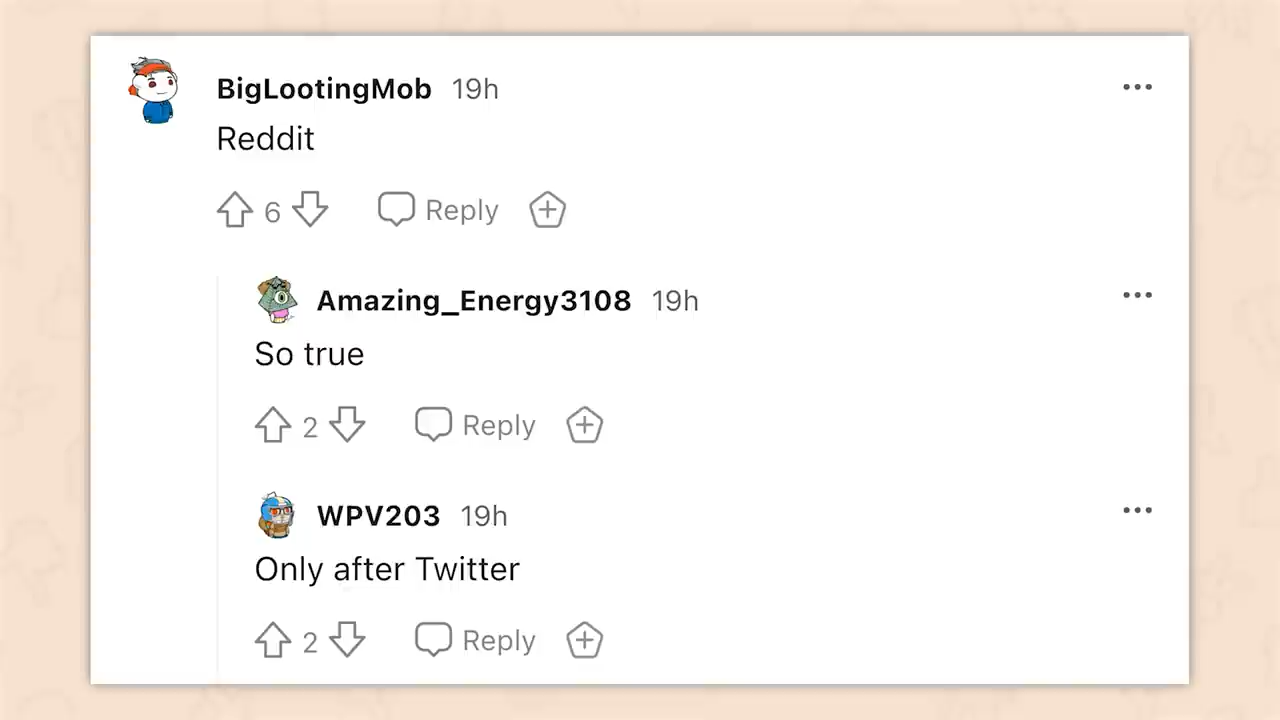 BigLootingMob 19h
Reddit
6 Reply
Amazing_Energy3108 19h
So true
2 Reply
WPV203 19h
Only after Twitter
2 Reply